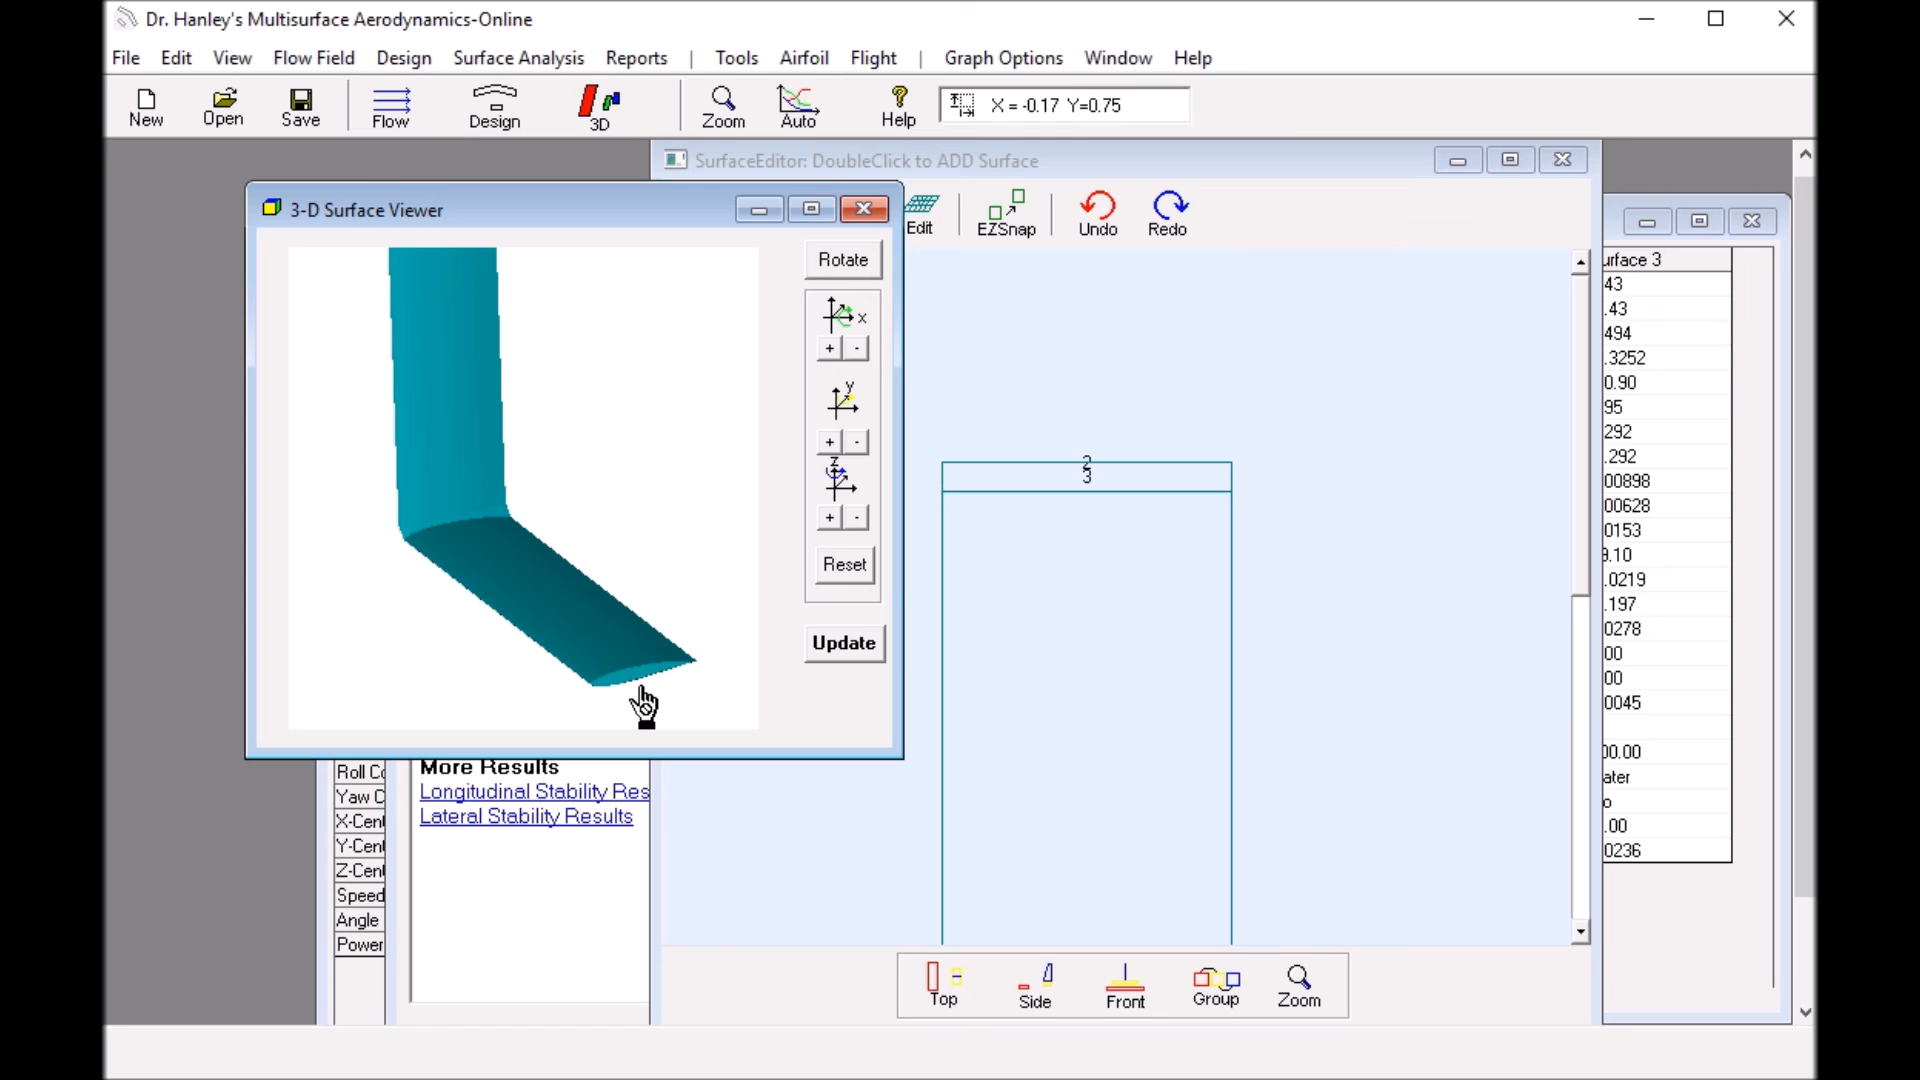 Dr. Hanley's Multisurface Aerodynamics-Online
File Edit View Flow Field Design Surface Analysis Reports | Tools Airfoil Flight | Graph Options Window Help
New Open Save Flow Design 3D Zoom Auto Help X = -0.17 Y=0.75
SurfaceEditor: DoubleClick to ADD Surface
3-D Surface Viewer
Edit EZSnap Undo Redo
Rotate
x
+ -
Y
+ -
z
+ -
Reset
Update
2
3
urface 3
43
.43
494
.3252
0.90
95
292
.292
00898
00628
0153
9.10
.0219
.197
0278
00
00
0045
00.00
ater
o
.00
0236
More Results
Longitudinal Stability Res
Lateral Stability Results
Roll Co
Yaw C
X-Cent
Y-Cent
Z-Cent
Speed
Angle
Power
Top Side Front Group Zoom